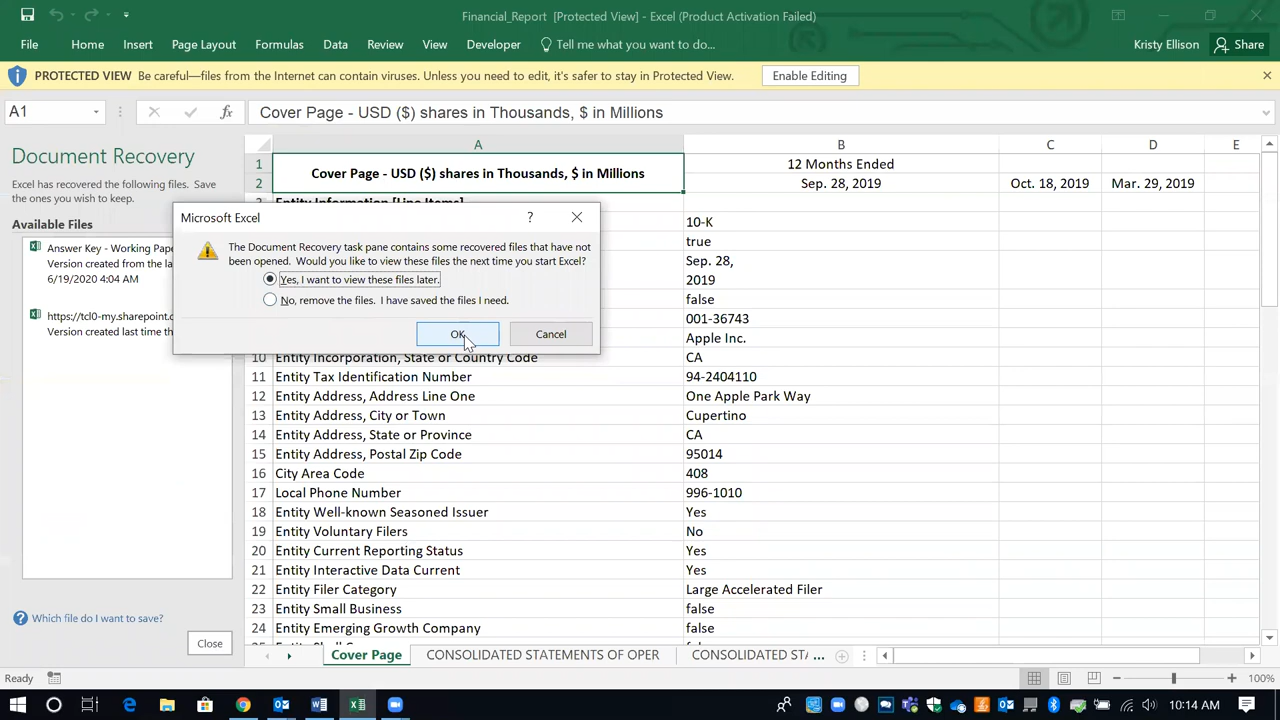 Financial_Report [Protected View] - Excel (Product Activation Failed)
File Home Insert Page Layout Formulas Data Review View Developer Tell me what you want to do... Kristy Ellison Share
PROTECTED VIEW Be careful—files from the Internet can contain viruses. Unless you need to edit, it's safer to stay in Protected View. Enable Editing
A1 fx Cover Page - USD ($) shares in Thousands, $ in Millions
A B C D E
Document Recovery
Excel has recovered the following files. Save
the ones you wish to keep.
Available Files
Answer Key - Working Pape
Version created from the la
6/19/2020 4:04 AM
https://tcl0-my.sharepoint.c
Version created last time th
Which file do I want to save?
Close
Microsoft Excel ?
The Document Recovery task pane contains some recovered files that have not
been opened. Would you like to view these files the next time you start Excel?
Yes, I want to view these files later.
No, remove the files. I have saved the files I need.
OK Cancel
1 Cover Page - USD ($) shares in Thousands, $ in Millions 12 Months Ended
2 Sep. 28, 2019 Oct. 18, 2019 Mar. 29, 2019
Entity Information [Line Items]
10-K
true
Sep. 28,
2019
false
001-36743
Apple Inc.
10 Entity Incorporation, State or Country Code CA
11 Entity Tax Identification Number 94-2404110
12 Entity Address, Address Line One One Apple Park Way
13 Entity Address, City or Town Cupertino
14 Entity Address, State or Province CA
15 Entity Address, Postal Zip Code 95014
16 City Area Code 408
17 Local Phone Number 996-1010
18 Entity Well-known Seasoned Issuer Yes
19 Entity Voluntary Filers No
20 Entity Current Reporting Status Yes
21 Entity Interactive Data Current Yes
22 Entity Filer Category Large Accelerated Filer
23 Entity Small Business false
24 Entity Emerging Growth Company false
Cover Page CONSOLIDATED STATEMENTS OF OPER CONSOLIDATED STA ...
Ready 100%
10:14 AM